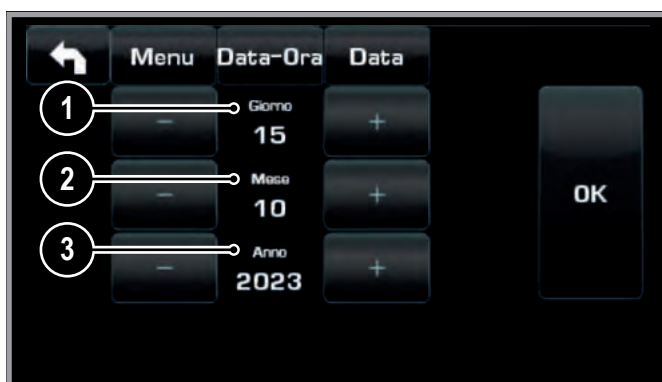 Menu Data-Ora Data
1 Giorno
- 15 +
2 Mese
- 10 + OK
3 Anno
- 2023 +